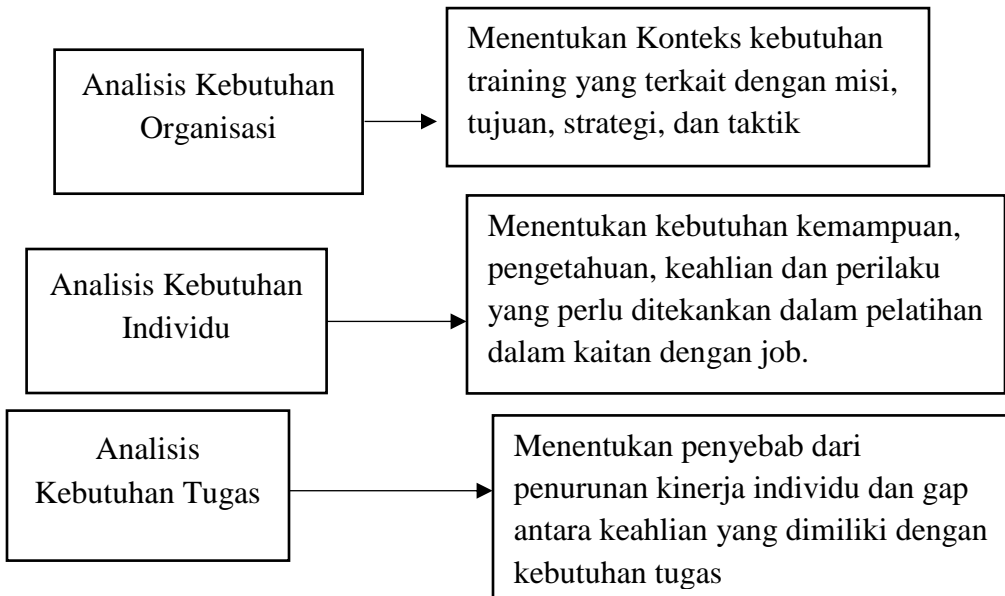 Analisis Kebutuhan
Organisasi
Menentukan Konteks kebutuhan
training yang terkait dengan misi,
tujuan, strategi, dan taktik
Analisis Kebutuhan
Individu
Menentukan kebutuhan kemampuan,
pengetahuan, keahlian dan perilaku
yang perlu ditekankan dalam pelatihan
dalam kaitan dengan job.
Analisis
Kebutuhan Tugas
Menentukan penyebab dari
penurunan kinerja individu dan gap
antara keahlian yang dimiliki dengan
kebutuhan tugas